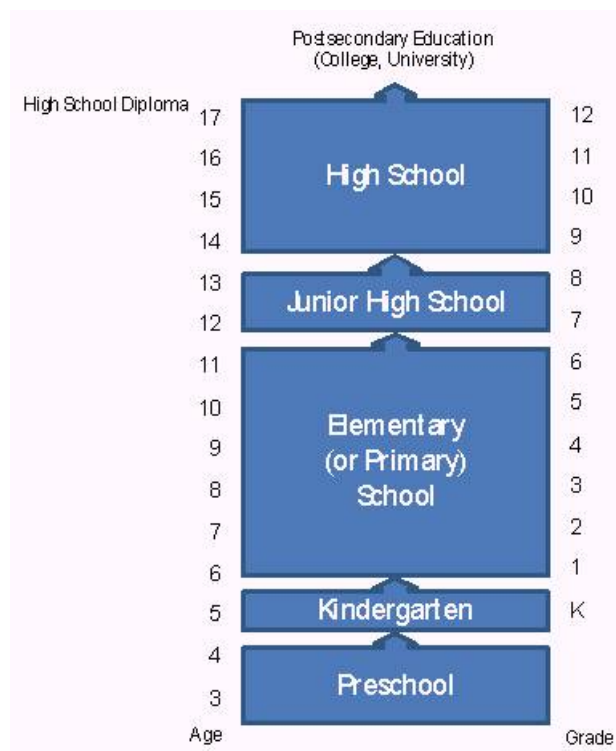 Postsecondary Education
(College, University)
High School Diploma
17
12
16
11
High School
15
10
14
9
13
8
Junior High School
12
7
11
6
10
5
Elementary
9
(or Primary)
4
School
8
3
7
2
6
1
5
Kindergarten
K
4
Preschool
3
Age
Grade